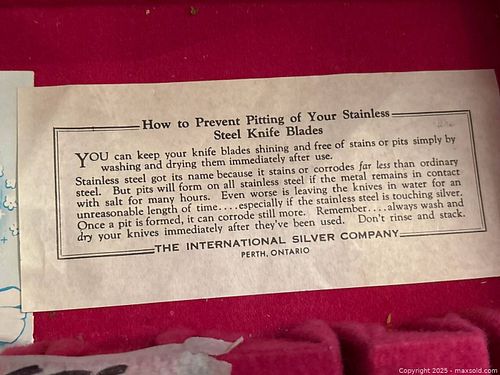 How to Prevent Pitting of Your Stainless
Steel Knife Blades
YOU can keep your knife blades shining and free of stains or pits simply by
washing and drying them immediately after use.
Stainless steel got its name because it stains or corrodes far less than ordinary
steel. But pits will form on all stainless steel if the metal remains in contact
with salt for many hours. Even worse is leaving the knives in water for an
unreasonable length of time....especially if the stainless steel is touching silver.
Once a pit is formed, it can corrode still more. Remember....always wash and
dry your knives immediately after they've been used. Don't rinse and stack.
THE INTERNATIONAL SILVER COMPANY
PERTH, ONTARIO
Copyright 2025 - maxsold.com